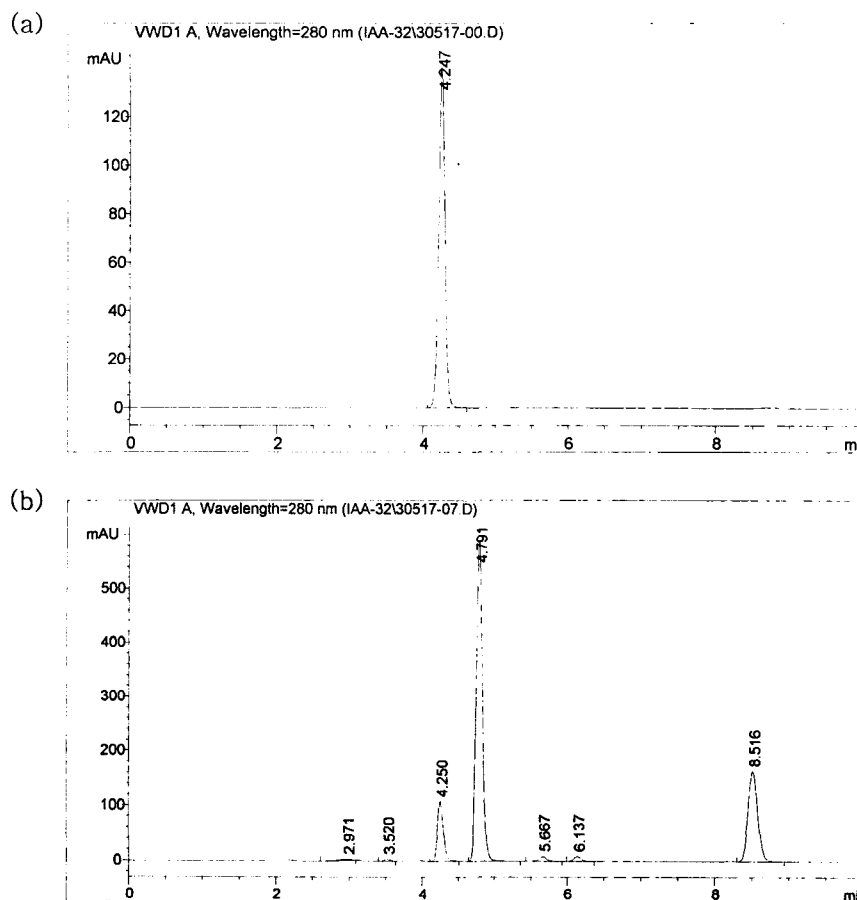 (a)
VWD1 A, Wavelength=280 nm (IAA-32\30517-00.D)
mAU
4.247
120
100
80
60
40
20
0
0 2 4 6 8 m
(b)
VWD1 A, Wavelength=280 nm (IAA-32\30517-07.D)
mAU
4.791
500
400
300
200
100
0
2.971
3.520
4.250
5.667
6.137
8.516
0 2 4 6 8 mi